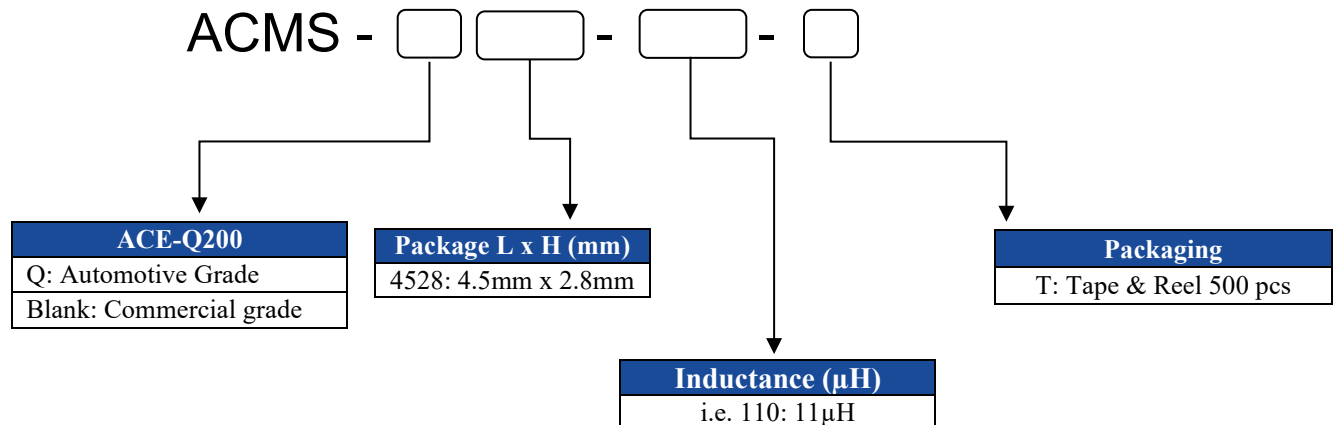 ACMS - - -
ACE-Q200
Q: Automotive Grade
Blank: Commercial grade
Package L x H (mm)
4528: 4.5mm x 2.8mm
Packaging
T: Tape & Reel 500 pcs
Inductance (µH)
i.e. 110: 11µH